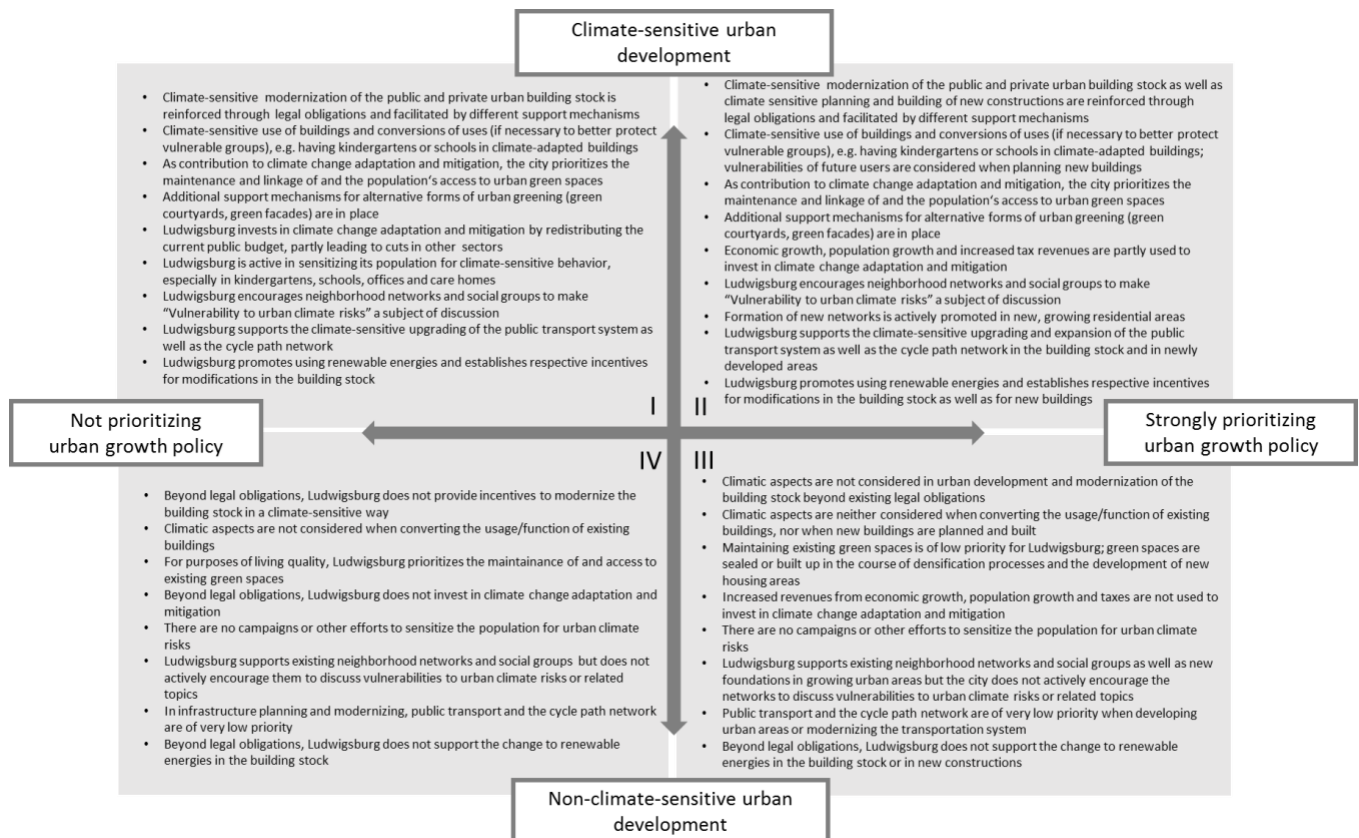 Climate-sensitive urban
development
• Climate-sensitive modernization of the public and private urban building stock is
reinforced through legal obligations and facilitated by different support mechanisms
• Climate-sensitive use of buildings and conversions of uses (if necessary to better protect
vulnerable groups), e.g. having kindergartens or schools in climate-adapted buildings
• As contribution to climate change adaptation and mitigation, the city prioritizes the
maintenance and linkage of and the population's access to urban green spaces
• Additional support mechanisms for alternative forms of urban greening (green
courtyards, green facades) are in place
• Ludwigsburg invests in climate change adaptation and mitigation by redistributing the
current public budget, partly leading to cuts in other sectors
• Ludwigsburg is active in sensitizing its population for climate-sensitive behavior,
especially in kindergartens, schools, offices and care homes
• Ludwigsburg encourages neighborhood networks and social groups to make
“Vulnerability to urban climate risks” a subject of discussion
• Ludwigsburg supports the climate-sensitive upgrading of the public transport system as
well as the cycle path network
• Ludwigsburg promotes using renewable energies and establishes respective incentives
for modifications in the building stock
I
• Climate-sensitive modernization of the public and private urban building stock as well as
climate sensitive planning and building of new constructions are reinforced through
legal obligations and facilitated by different support mechanisms
• Climate-sensitive use of buildings and conversions of uses (if necessary to better protect
vulnerable groups), e.g. having kindergartens or schools in climate-adapted buildings;
vulnerabilities of future users are considered when planning new buildings
• As contribution to climate change adaptation and mitigation, the city prioritizes the
maintenance and linkage of and the population's access to urban green spaces
• Additional support mechanisms for alternative forms of urban greening (green
courtyards, green facades) are in place
• Economic growth, population growth and increased tax revenues are partly used to
invest in climate change adaptation and mitigation
• Ludwigsburg encourages neighborhood networks and social groups to make
“Vulnerability to urban climate risks” a subject of discussion
• Formation of new networks is actively promoted in new, growing residential areas
• Ludwigsburg supports the climate-sensitive upgrading and expansion of the public
transport system as well as the cycle path network in the building stock and in newly
developed areas
• Ludwigsburg promotes using renewable energies and establishes respective incentives
for modifications in the building stock as well as for new buildings
II
Not prioritizing
urban growth policy
Strongly prioritizing
urban growth policy
IV
• Beyond legal obligations, Ludwigsburg does not provide incentives to modernize the
building stock in a climate-sensitive way
• Climatic aspects are not considered when converting the usage/function of existing
buildings
• For purposes of living quality, Ludwigsburg prioritizes the maintainance of and access to
existing green spaces
• Beyond legal obligations, Ludwigsburg does not invest in climate change adaptation and
mitigation
• There are no campaigns or other efforts to sensitize the population for urban climate
risks
• Ludwigsburg supports existing neighborhood networks and social groups but does not
actively encourage them to discuss vulnerabilities to urban climate risks or related
topics
• In infrastructure planning and modernizing, public transport and the cycle path network
are of very low priority
• Beyond legal obligations, Ludwigsburg does not support the change to renewable
energies in the building stock
III
• Climatic aspects are not considered in urban development and modernization of the
building stock beyond existing legal obligations
• Climatic aspects are neither considered when converting the usage/function of existing
buildings, nor when new buildings are planned and built
• Maintaining existing green spaces is of low priority for Ludwigsburg; green spaces are
sealed or built up in the course of densification processes and the development of new
housing areas
• Increased revenues from economic growth, population growth and taxes are not used to
invest in climate change adaptation and mitigation
• There are no campaigns or other efforts to sensitize the population for urban climate
risks
• Ludwigsburg supports existing neighborhood networks and social groups as well as new
foundations in growing urban areas but the city does not actively encourage the
networks to discuss vulnerabilities to urban climate risks or related topics
• Public transport and the cycle path network are of very low priority when developing
urban areas or modernizing the transportation system
• Beyond legal obligations, Ludwigsburg does not support the change to renewable
energies in the building stock or in new constructions
Non-climate-sensitive urban
development